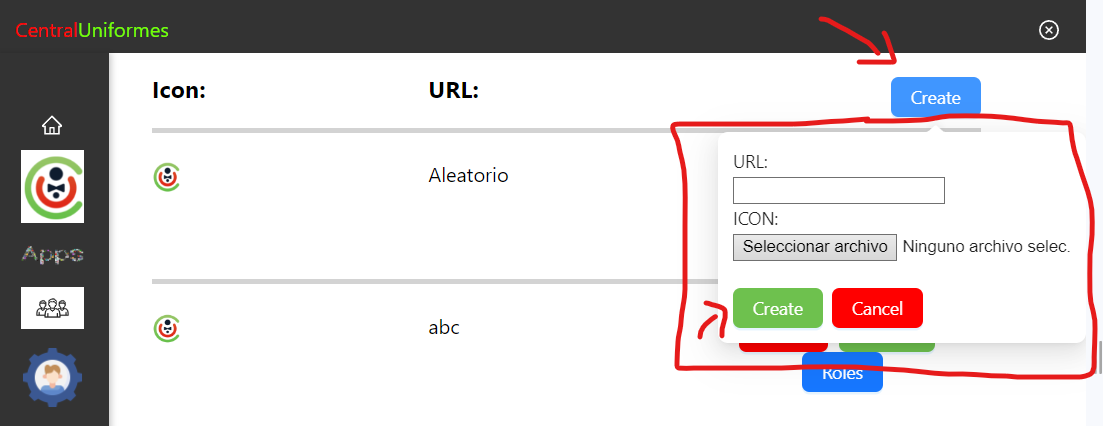 CentralUniformes
Icon: URL: Create
URL:
Aleatorio
ICON:
Seleccionar archivo Ninguno archivo selec.
Apps
Create Cancel
abc
Roles